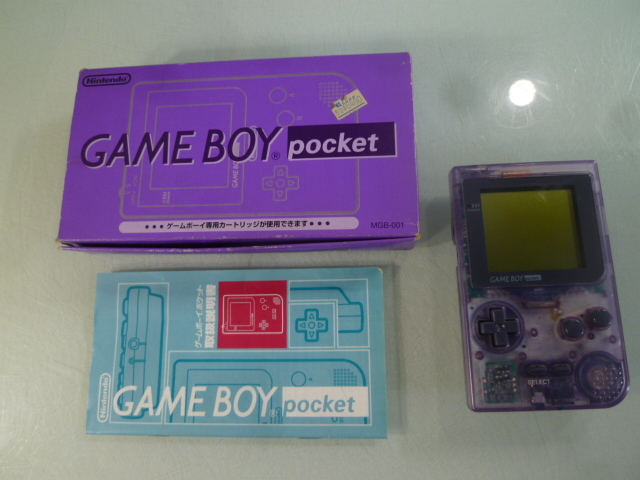 Nintendo
GAME BOY® pocket
•••ゲームボーイ専用カートリッジが使用できます•••
MGB-001
ゲームボーイポケット
取扱説明書
Nintendo
GAME BOY pocket
GAME BOY pocket
SELECT